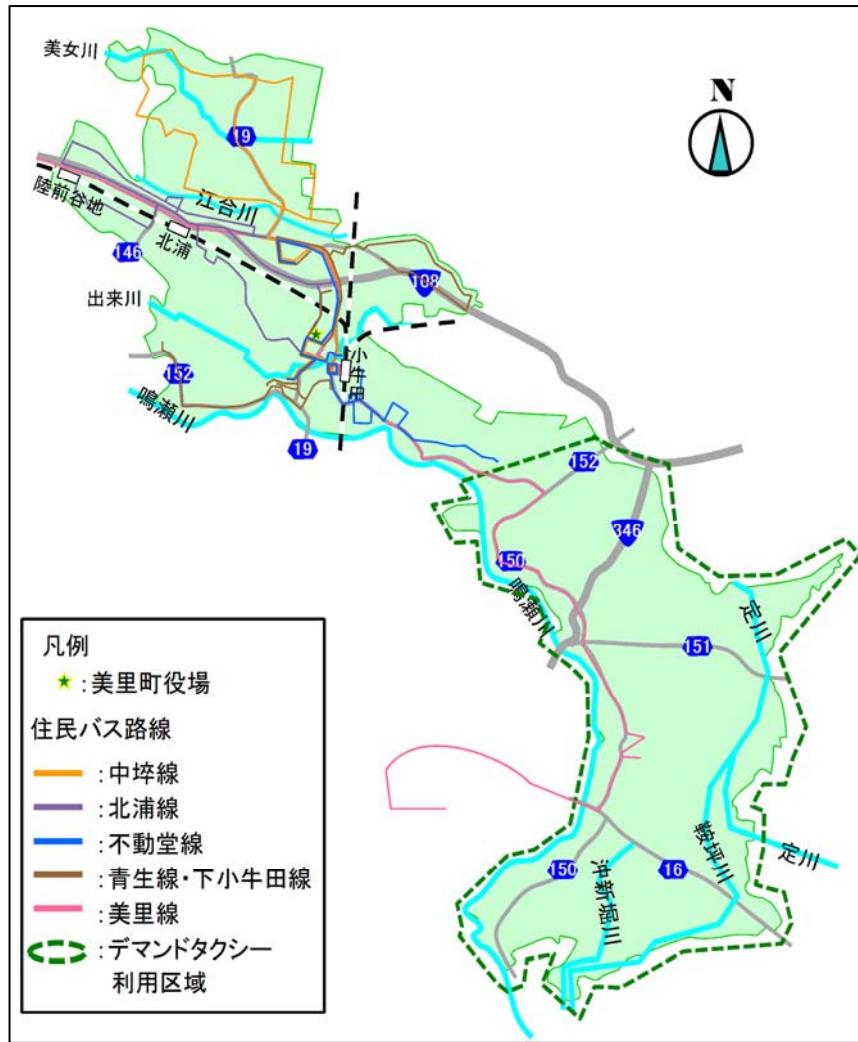 美女川
N
19
江合川
陸前谷地
北浦
146
108
出来川
小牛田
152
鳴瀬川
19
152
346
150
鳴瀬川
定川
151
鞍坪川
定川
150
16
沖新堀川
凡例
:美里町役場
住民バス路線
:中埣線
:北浦線
:不動堂線
:青生線・下小牛田線
:美里線
:デマンドタクシー
利用区域